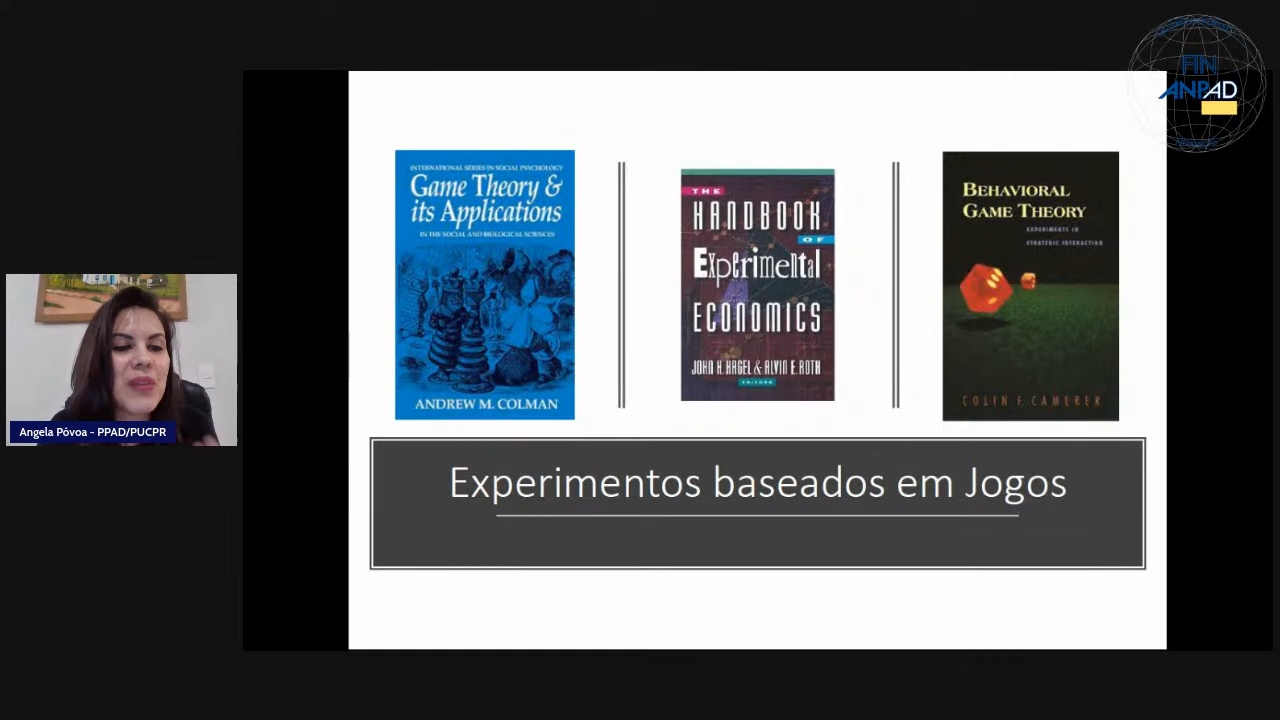 FIN
ANPAD
INTERNATIONAL SERIES IN SOCIAL PSYCHOLOGY
Game Theory &
its Applications
IN THE SOCIAL AND BIOLOGICAL SCIENCES
ANDREW M. COLMAN
THE
HANDBOOK
OF
Experimental
ECONOMICS
JOHN H. KAGEL & ALVIN E. ROTH
EDITORS
BEHAVIORAL
GAME THEORY
EXPERIMENTS IN
STRATEGIC INTERACTION
COLIN F. CAMERER
Angela Póvoa - PPAD/PUCPR
Experimentos baseados em Jogos